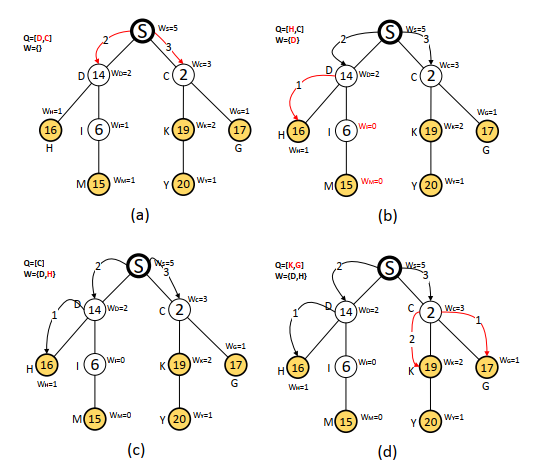 Q=[D,C]
W={}
S
Ws=5
2
3
D
14
WD=2
C
2
Wc=3
WH=1
16
H
I
6
WI=1
K
19
WK=2
WG=1
17
G
M
15
WM=1
Y
20
WY=1
(a)
Q=[H,C]
W={D}
S
Ws=5
2
3
D
14
WD=2
C
2
Wc=3
1
H
16
WH=1
I
6
WI=0
K
19
WK=2
WG=1
17
G
M
15
WM=0
Y
20
WY=1
(b)
Q=[C]
W={D,H}
S
Ws=5
2
3
D
14
WD=2
C
2
Wc=3
1
H
16
WH=1
I
6
WI=0
K
19
WK=2
WG=1
17
G
M
15
WM=0
Y
20
WY=1
(c)
Q=[K,G]
W={D,H}
S
Ws=5
2
3
D
14
WD=2
C
2
Wc=3
1
2
1
H
16
WH=1
I
6
WI=0
K
19
WK=2
17
WG=1
G
M
15
WM=0
Y
20
WY=1
(d)